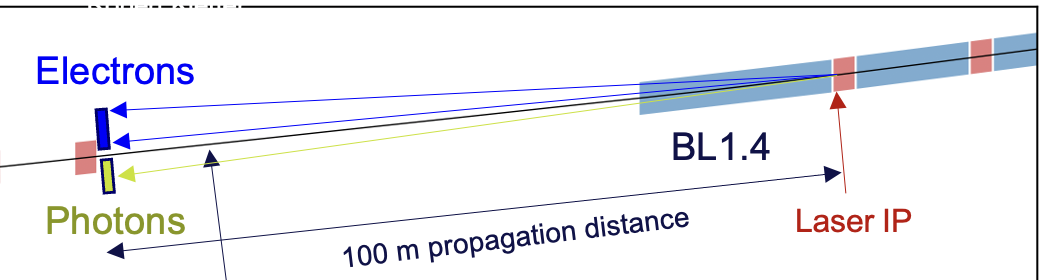 Electrons
BL1.4
Photons
Laser IP
100 m propagation distance